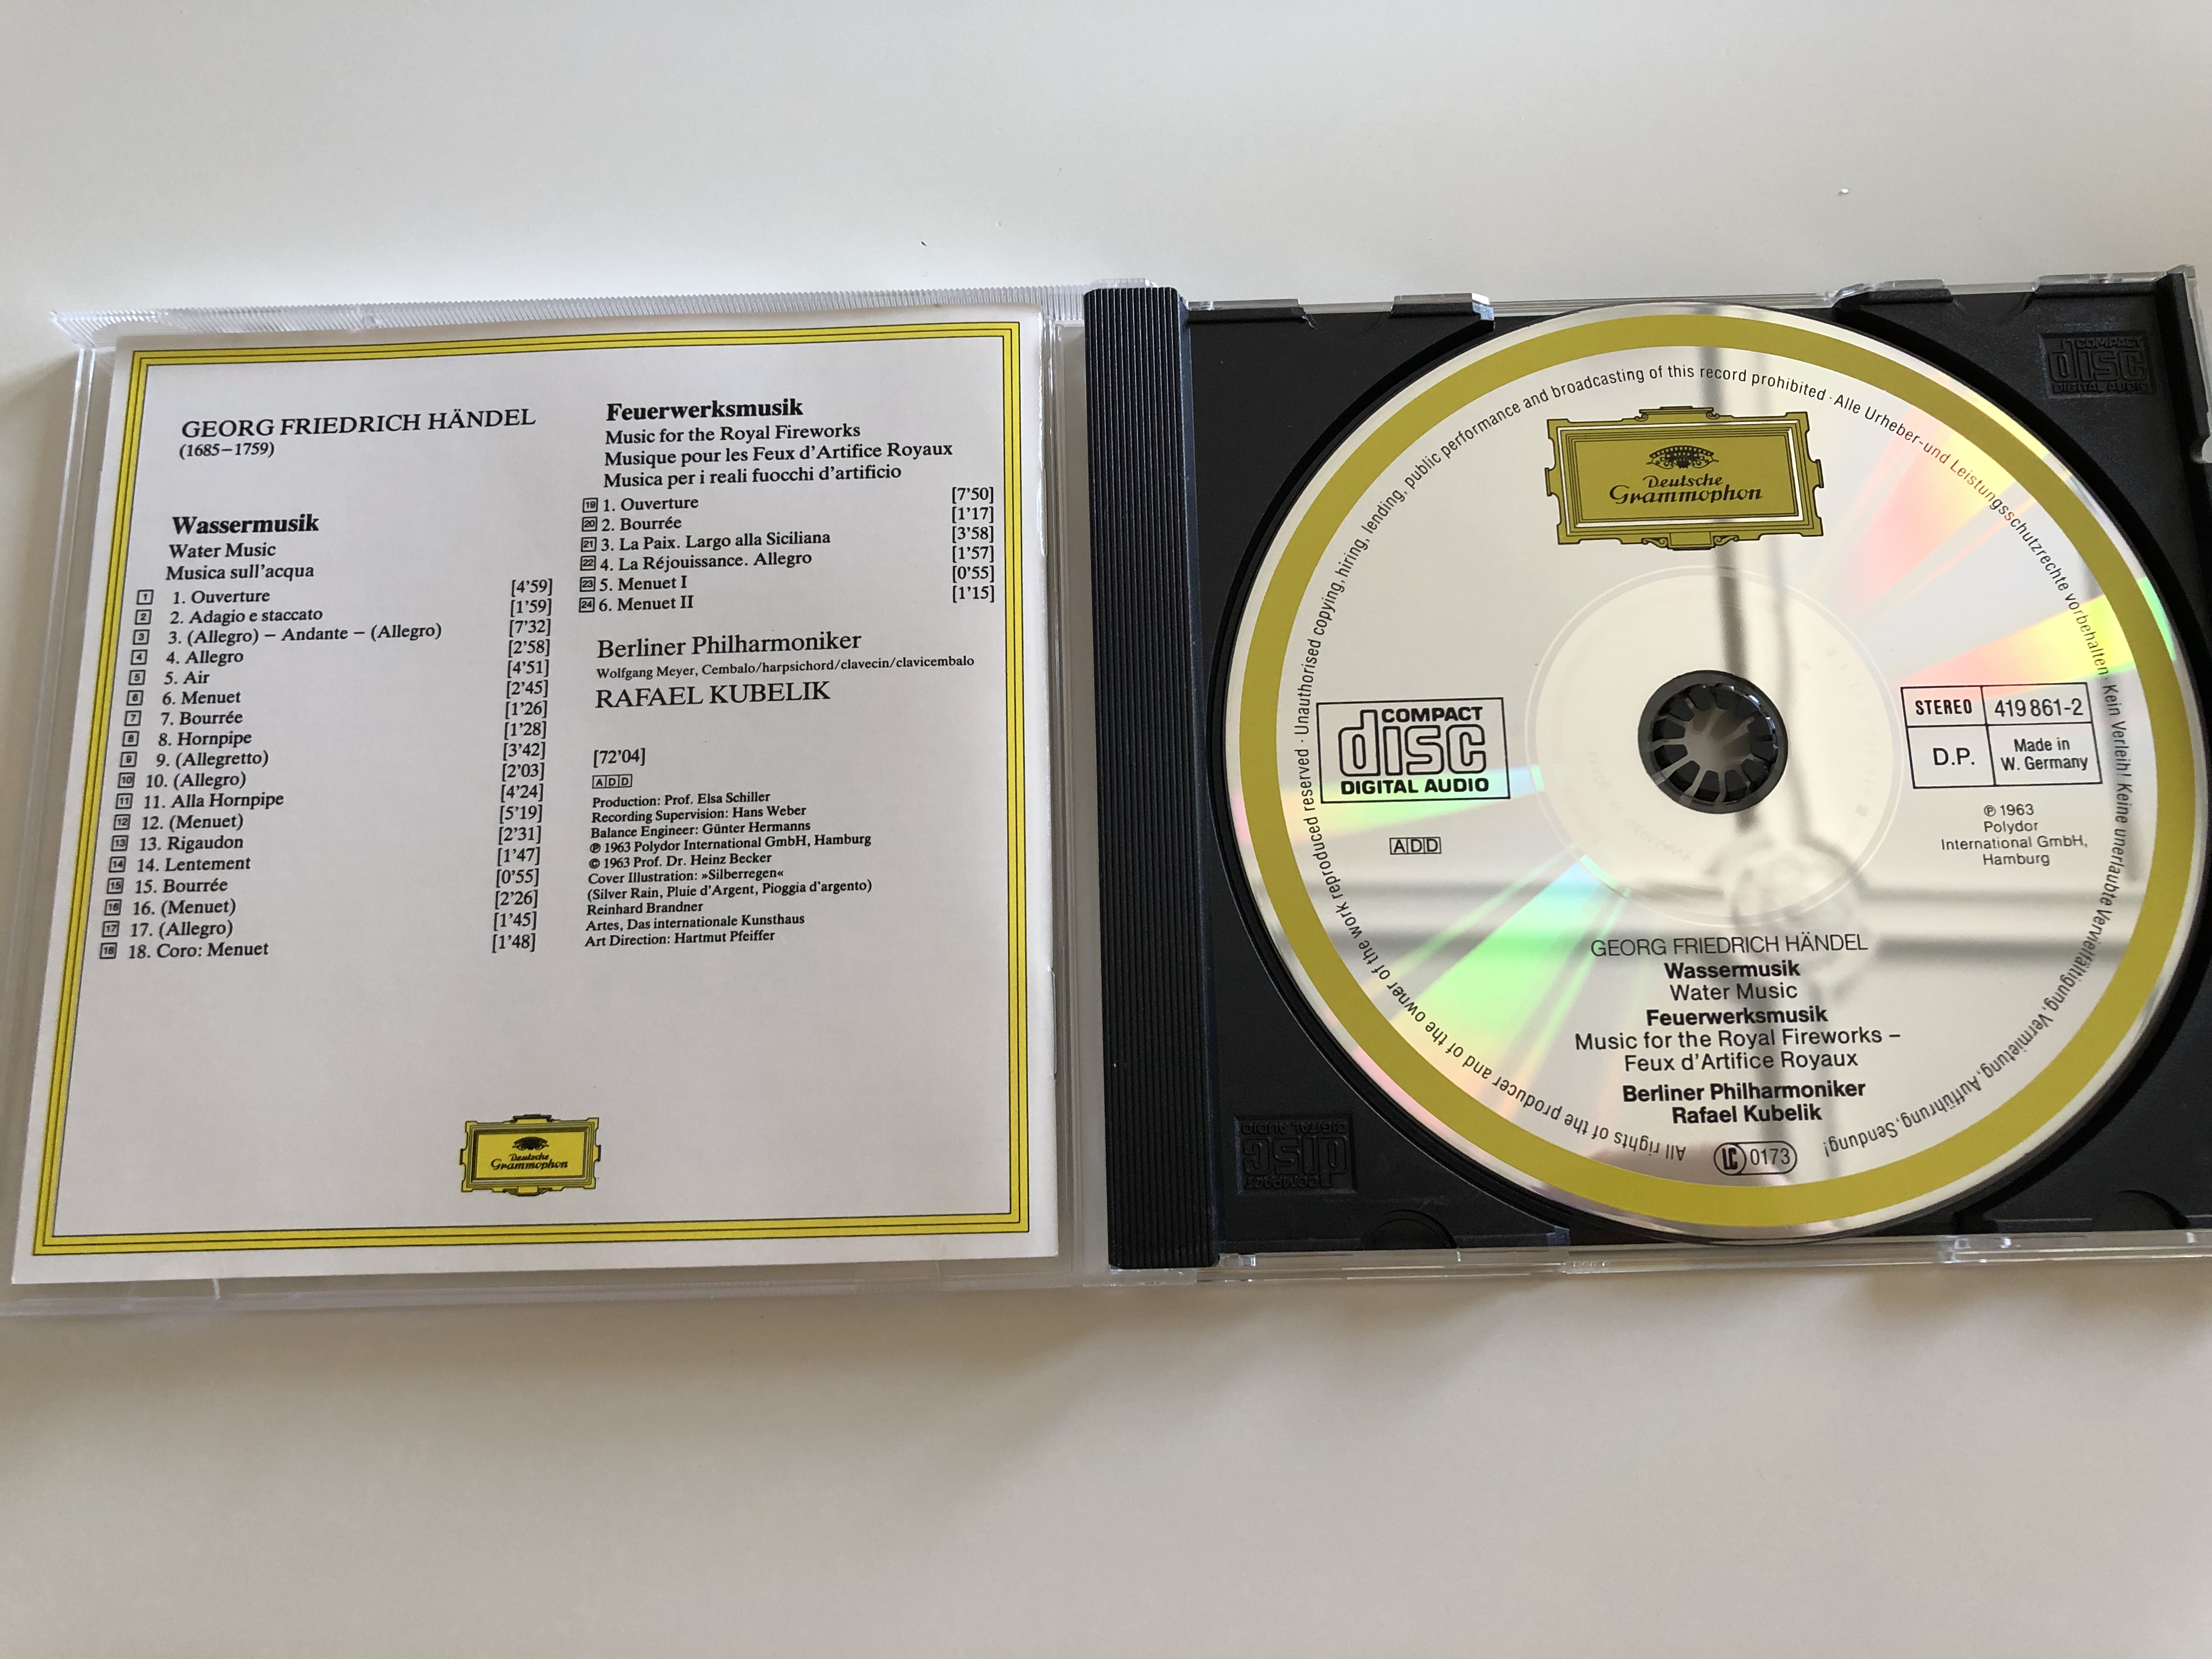 GEORG FRIEDRICH HÄNDEL
(1685–1759)
Wassermusik
Water Music
Musica sull'acqua
1 1. Ouverture [4'59]
2 2. Adagio e staccato [1'59]
3 3. (Allegro) – Andante – (Allegro) [7'32]
4 4. Allegro [2'58]
5 5. Air [4'51]
6 6. Menuet [2'45]
7 7. Bourrée [1'26]
8 8. Hornpipe [1'28]
9 9. (Allegretto) [3'42]
10 10. (Allegro) [2'03]
11 11. Alla Hornpipe [4'24]
12 12. (Menuet) [5'19]
13 13. Rigaudon [2'31]
14 14. Lentement [1'47]
15 15. Bourrée [0'55]
16 16. (Menuet) [2'26]
17 17. (Allegro) [1'45]
18 18. Coro: Menuet [1'48]
Feuerwerksmusik
Music for the Royal Fireworks
Musique pour les Feux d'Artifice Royaux
Musica per i reali fuocchi d'artificio
19 1. Ouverture [7'50]
20 2. Bourrée [1'17]
21 3. La Paix. Largo alla Siciliana [3'58]
22 4. La Réjouissance. Allegro [1'57]
23 5. Menuet I [0'55]
24 6. Menuet II [1'15]
Berliner Philharmoniker
Wolfgang Meyer, Cembalo/harpsichord/clavecin/clavicembalo
RAFAEL KUBELIK
[72'04]
ADD
Production: Prof. Elsa Schiller
Recording Supervision: Hans Weber
Balance Engineer: Günter Hermanns
℗ 1963 Polydor International GmbH, Hamburg
© 1963 Prof. Dr. Heinz Becker
Cover Illustration: »Silberregen«
(Silver Rain, Pluie d'Argent, Pioggia d'argento)
Reinhard Brandner
Artes, Das internationale Kunsthaus
Art Direction: Hartmut Pfeiffer
Deutsche
Grammophon
All rights of the producer and of the owner of the work reproduced reserved · Unauthorised copying, hiring, lending, public performance and broadcasting of this record prohibited · Alle Urheber- und Leistungsschutzrechte vorbehalten · Kein Verleih! Keine unerlaubte Vervielfältigung, Vermietung, Aufführung, Sendung!
Deutsche
Grammophon
COMPACT
disc
DIGITAL AUDIO
ADD
STEREO 419 861-2
D.P. Made in
W. Germany
℗ 1963
Polydor
International GmbH,
Hamburg
GEORG FRIEDRICH HÄNDEL
Wassermusik
Water Music
Feuerwerksmusik
Music for the Royal Fireworks –
Feux d'Artifice Royaux
Berliner Philharmoniker
Rafael Kubelik
LC 0173
COMPACT
disc
DIGITAL AUDIO
COMPACT
disc
DIGITAL AUDIO